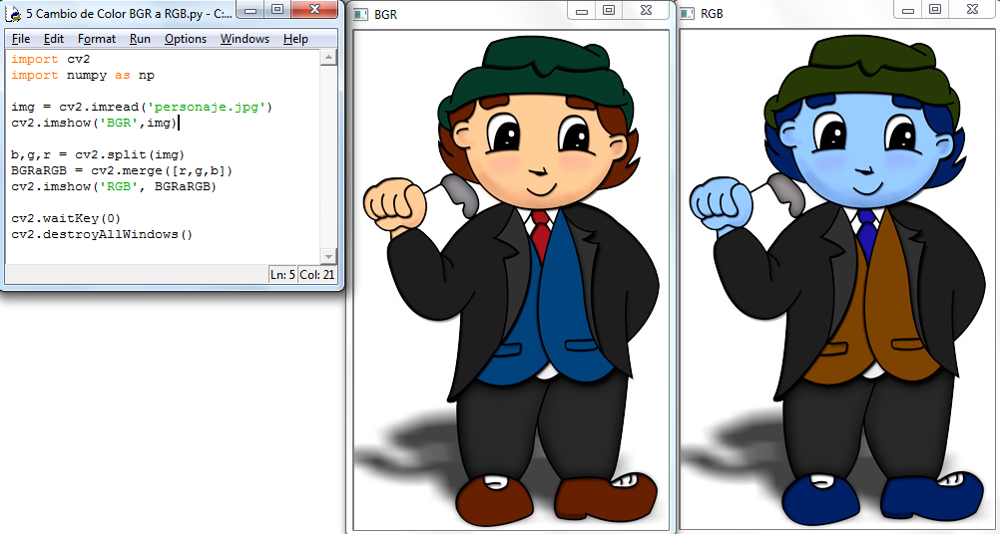 5 Cambio de Color BGR a RGB.py - C:...
File Edit Format Run Options Windows Help
import cv2
import numpy as np
img = cv2.imread('personaje.jpg')
cv2.imshow('BGR',img)
b,g,r = cv2.split(img)
BGRaRGB = cv2.merge([r,g,b])
cv2.imshow('RGB', BGRaRGB)
cv2.waitKey(0)
cv2.destroyAllWindows()
Ln: 5 Col: 21
BGR
RGB